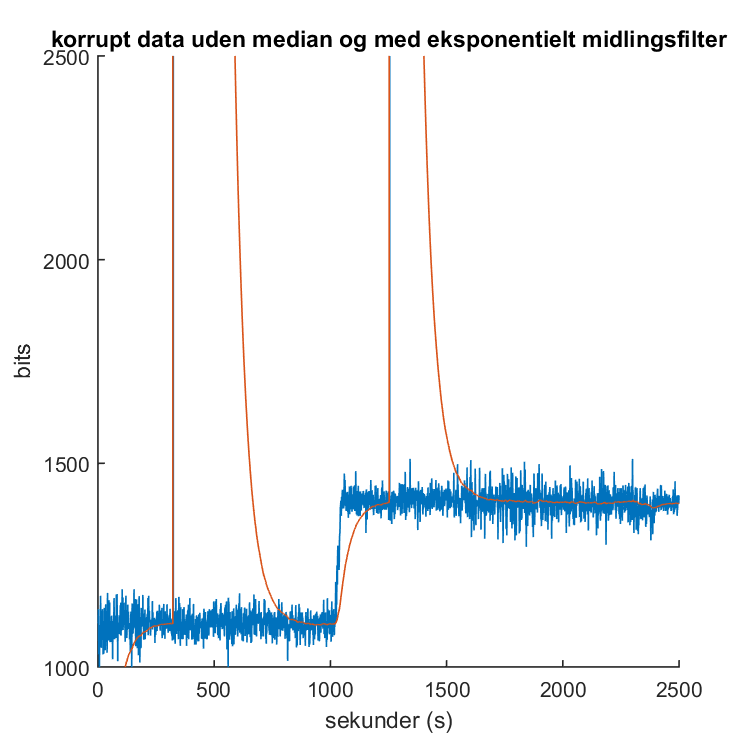 korrupt data uden median og med eksponentielt midlingsfilter
2500
2000
1500
1000
bits
0 500 1000 1500 2000 2500
sekunder (s)